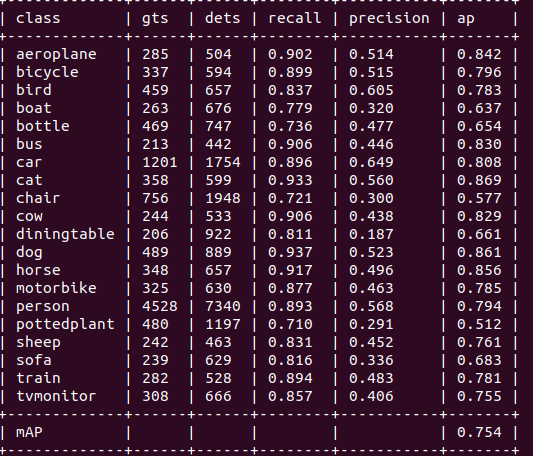 +-------------+------+------+--------+-----------+-------+
| class       | gts  | dets | recall | precision | ap    |
+-------------+------+------+--------+-----------+-------+
| aeroplane   | 285  | 504  | 0.902  | 0.514     | 0.842 |
| bicycle     | 337  | 594  | 0.899  | 0.515     | 0.796 |
| bird        | 459  | 657  | 0.837  | 0.605     | 0.783 |
| boat        | 263  | 676  | 0.779  | 0.320     | 0.637 |
| bottle      | 469  | 747  | 0.736  | 0.477     | 0.654 |
| bus         | 213  | 442  | 0.906  | 0.446     | 0.830 |
| car         | 1201 | 1754 | 0.896  | 0.649     | 0.808 |
| cat         | 358  | 599  | 0.933  | 0.560     | 0.869 |
| chair       | 756  | 1948 | 0.721  | 0.300     | 0.577 |
| cow         | 244  | 533  | 0.906  | 0.438     | 0.829 |
| diningtable | 206  | 922  | 0.811  | 0.187     | 0.661 |
| dog         | 489  | 889  | 0.937  | 0.523     | 0.861 |
| horse       | 348  | 657  | 0.917  | 0.496     | 0.856 |
| motorbike   | 325  | 630  | 0.877  | 0.463     | 0.785 |
| person      | 4528 | 7340 | 0.893  | 0.568     | 0.794 |
| pottedplant | 480  | 1197 | 0.710  | 0.291     | 0.512 |
| sheep       | 242  | 463  | 0.831  | 0.452     | 0.761 |
| sofa        | 239  | 629  | 0.816  | 0.336     | 0.683 |
| train       | 282  | 528  | 0.894  | 0.483     | 0.781 |
| tvmonitor   | 308  | 666  | 0.857  | 0.406     | 0.755 |
+-------------+------+------+--------+-----------+-------+
| mAP         |      |      |        |           | 0.754 |
+-------------+------+------+--------+-----------+-------+